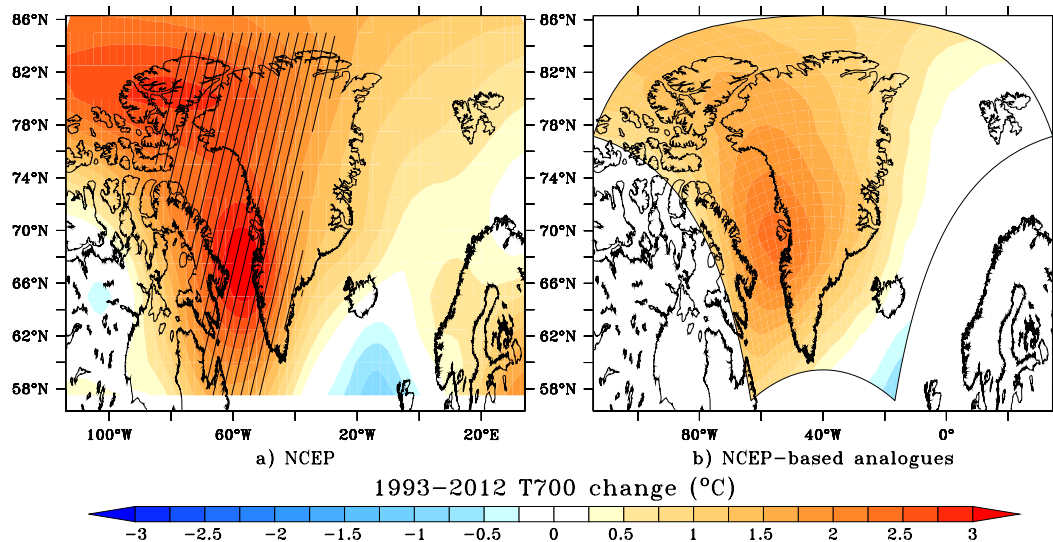 86°N
82°N
78°N
74°N
70°N
66°N
62°N
58°N
86°N
82°N
78°N
74°N
70°N
66°N
62°N
58°N
100°W 60°W 20°W 20°E
80°W 40°W 0°
a) NCEP
b) NCEP−based analogues
1993−2012 T700 change (°C)
−3 −2.5 −2 −1.5 −1 −0.5 0 0.5 1 1.5 2 2.5 3